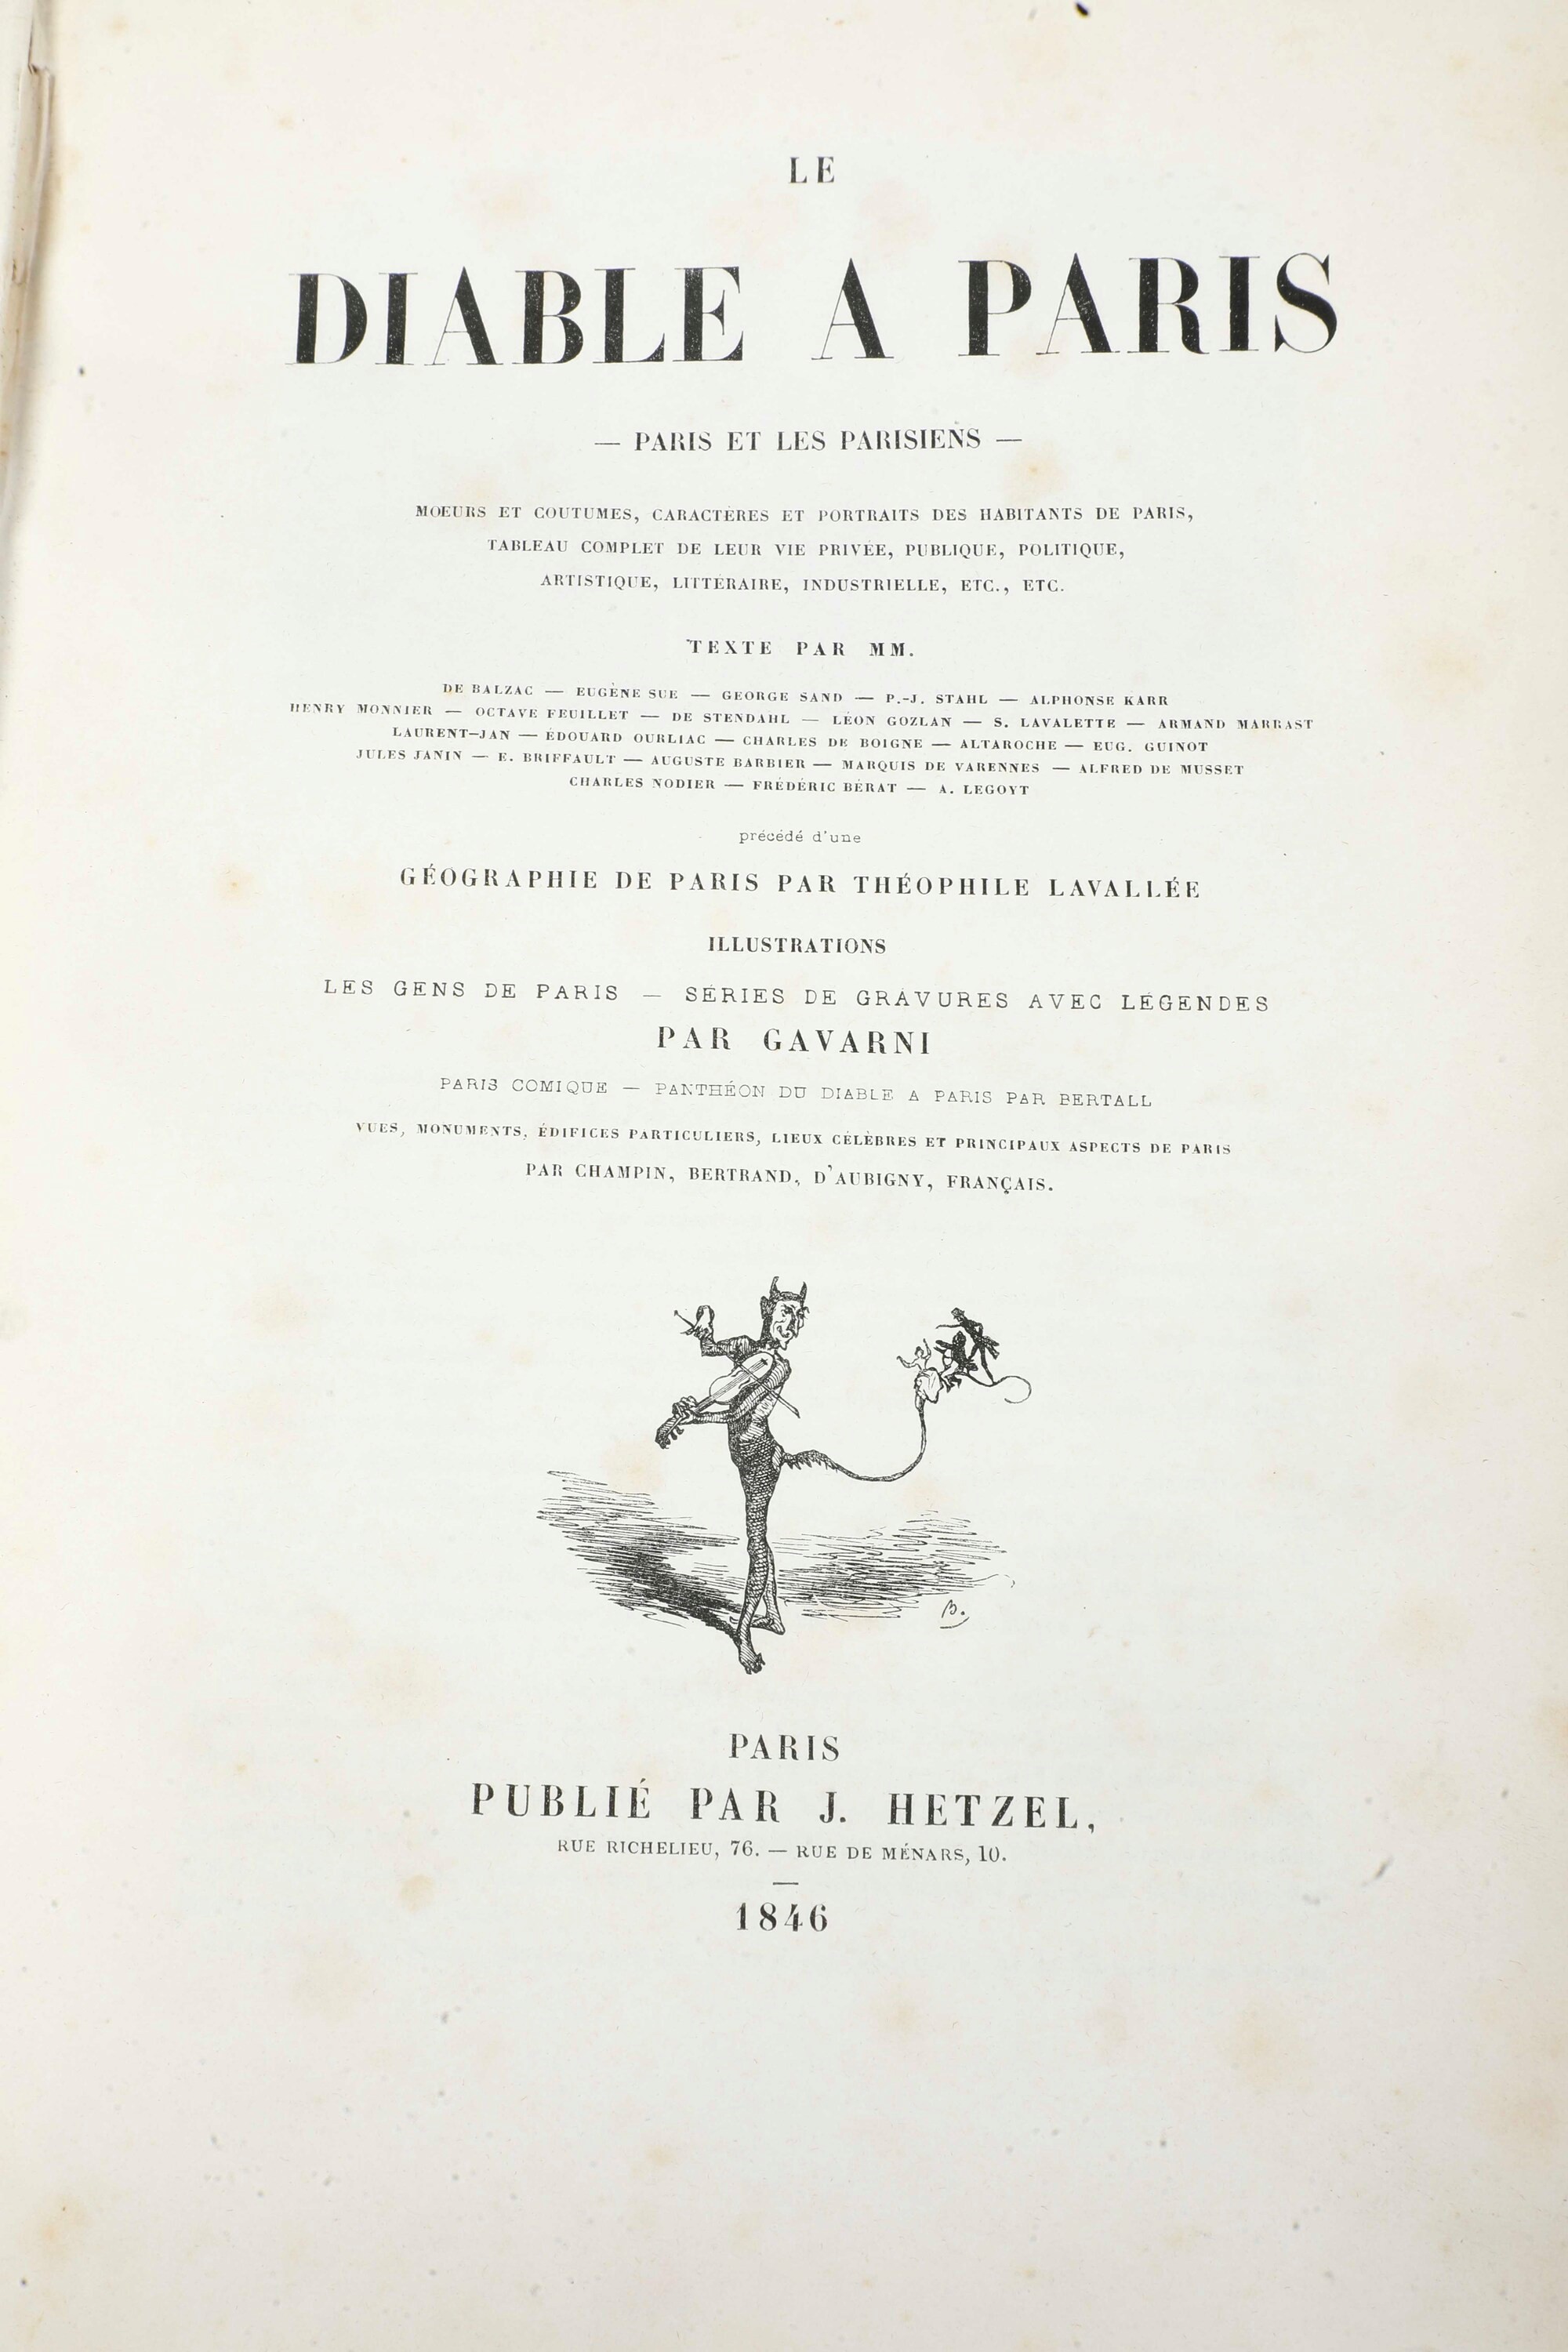 LE
DIABLE A PARIS
— PARIS ET LES PARISIENS —
MOEURS ET COUTUMES, CARACTÈRES ET PORTRAITS DES HABITANTS DE PARIS,
TABLEAU COMPLET DE LEUR VIE PRIVÉE, PUBLIQUE, POLITIQUE,
ARTISTIQUE, LITTÉRAIRE, INDUSTRIELLE, ETC., ETC.
TEXTE PAR MM.
DE BALZAC — EUGÈNE SUE — GEORGE SAND — P.-J. STAHL — ALPHONSE KARR
HENRY MONNIER — OCTAVE FEUILLET — DE STENDAHL — LÉON GOZLAN — S. LAVALETTE — ARMAND MARRAST
LAURENT-JAN — ÉDOUARD OURLIAC — CHARLES DE BOIGNE — ALTAROCHE — EUG. GUINOT
JULES JANIN — E. BRIFFAULT — AUGUSTE BARBIER — MARQUIS DE VARENNES — ALFRED DE MUSSET
CHARLES NODIER — FRÉDÉRIC BÉRAT — A. LEGOYT
précédé d'une
GÉOGRAPHIE DE PARIS PAR THÉOPHILE LAVALLÉE
ILLUSTRATIONS
LES GENS DE PARIS — SÉRIES DE GRAVURES AVEC LÉGENDES
PAR GAVARNI
PARIS COMIQUE — PANTHÉON DU DIABLE A PARIS PAR BERTALL
VUES, MONUMENTS, ÉDIFICES PARTICULIERS, LIEUX CÉLÈBRES ET PRINCIPAUX ASPECTS DE PARIS
PAR CHAMPIN, BERTRAND, D'AUBIGNY, FRANÇAIS.
B.
PARIS
PUBLIÉ PAR J. HETZEL,
RUE RICHELIEU, 76. — RUE DE MÉNARS, 10.
1846